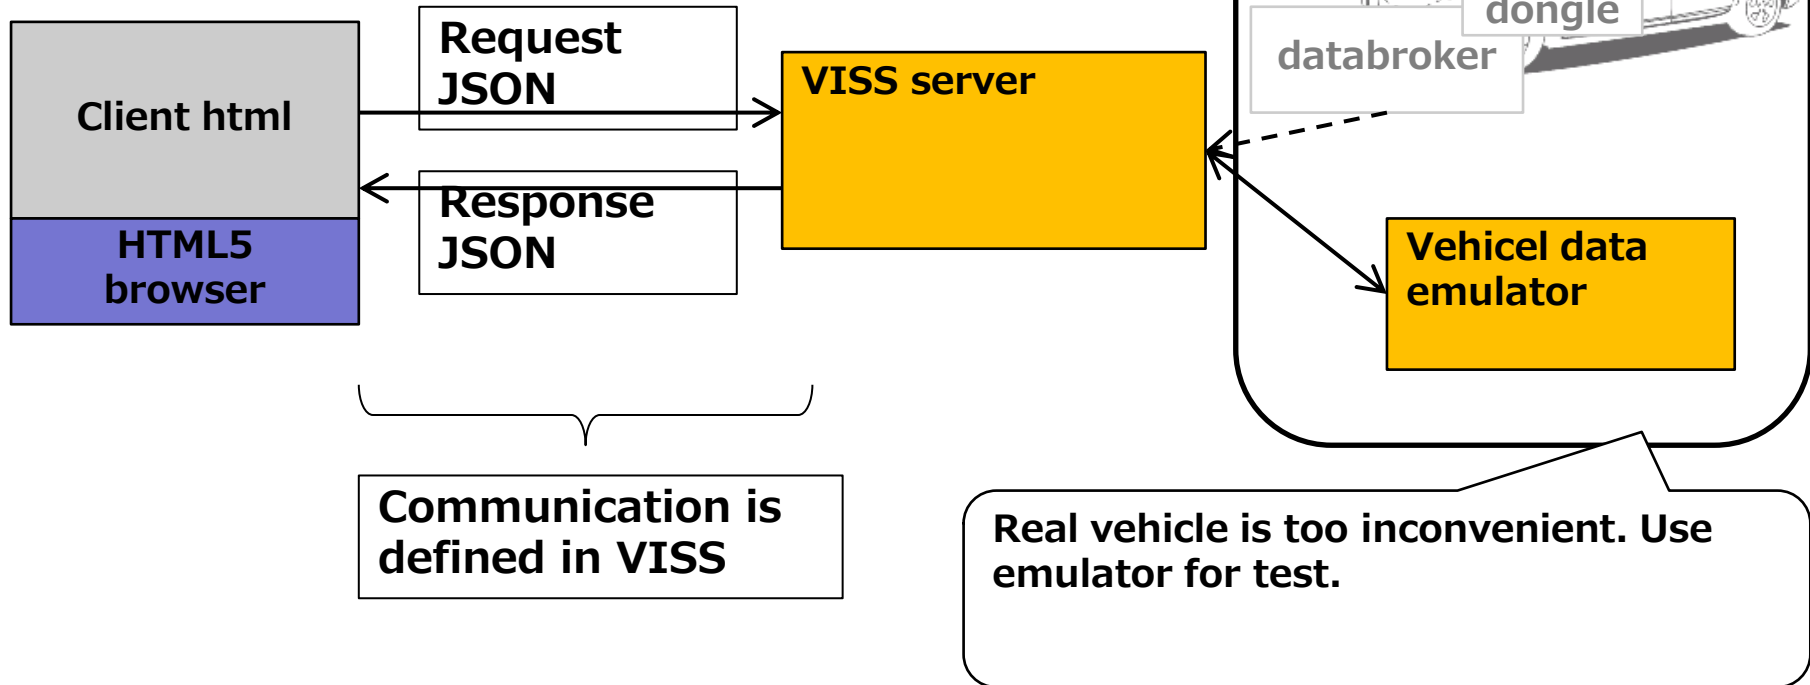 Client html
HTML5
browser
Request
JSON
Response
JSON
VISS server
dongle
databroker
Vehicel data
emulator
Communication is
defined in VISS
Real vehicle is too inconvenient. Use
emulator for test.